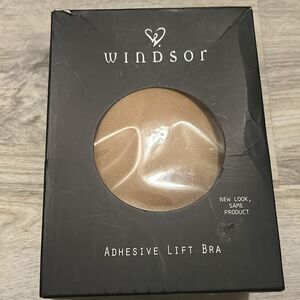 WINDSOR
NEW LOOK,
SAME
PRODUCT
ADHESIVE LIFT BRA